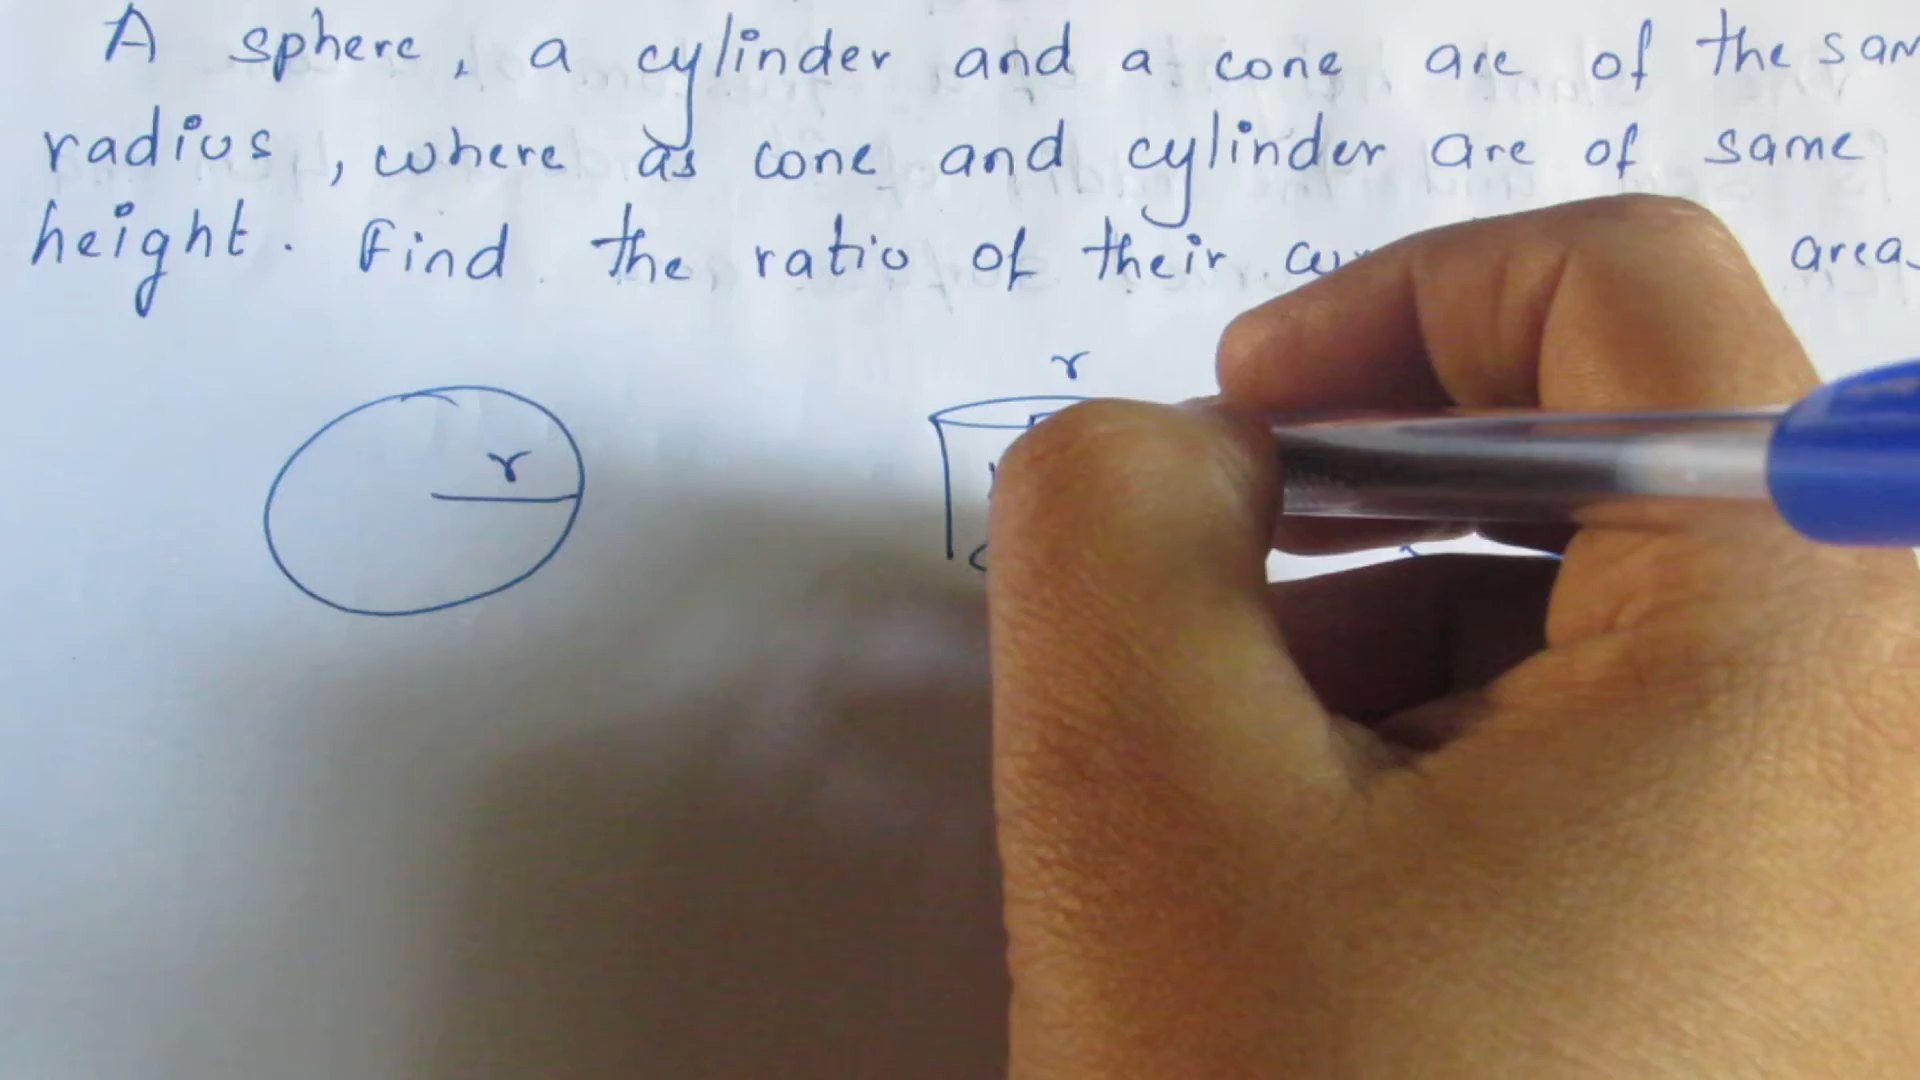 A sphere, a cylinder and a cone are of the sam
radius, where as cone and cylinder are of same
height. Find the ratio of their cur area.
r
r